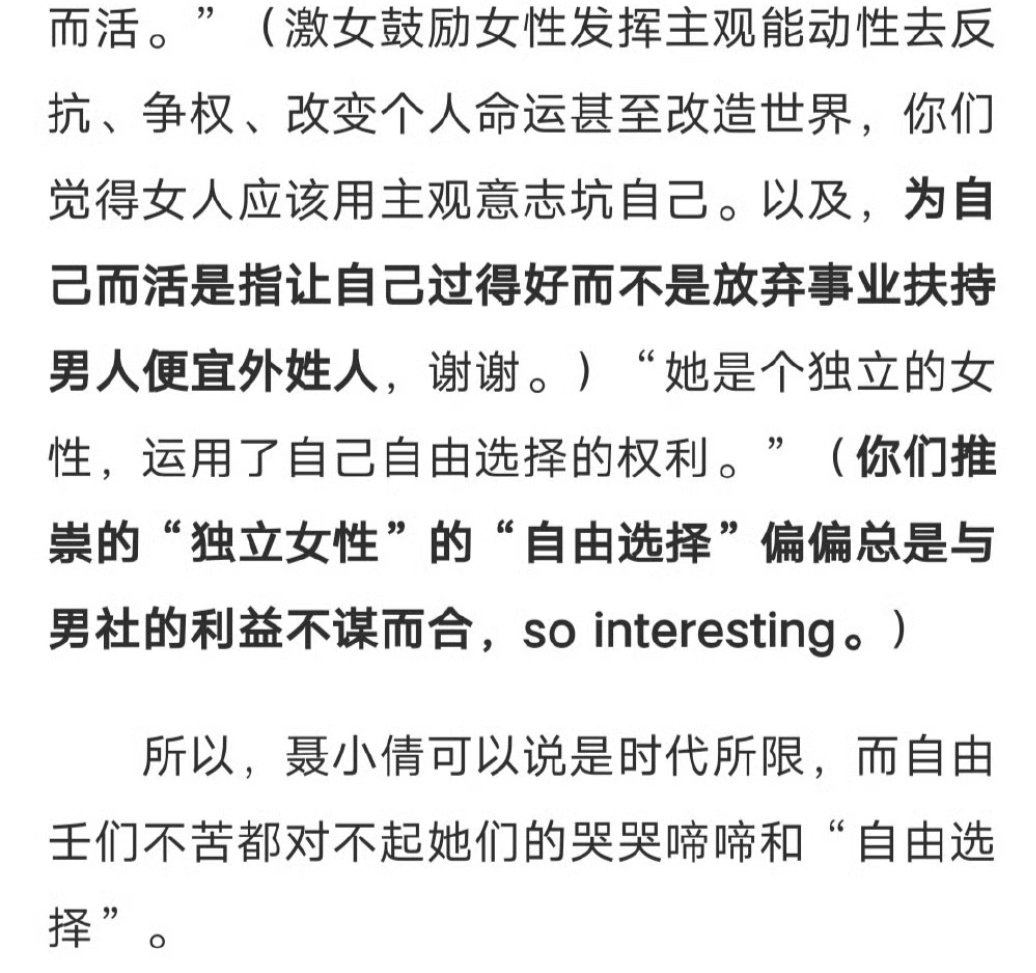 而活。”（激女鼓励女性发挥主观能动性去反
抗、争权、改变个人命运甚至改造世界，你们
觉得女人应该用主观意志坑自己。以及，为自
己而活是指让自己过得好而不是放弃事业扶持
男人便宜外姓人，谢谢。）“她是个独立的女
性，运用了自己自由选择的权利。”（你们推
崇的“独立女性”的“自由选择”偏偏总是与
男社的利益不谋而合，so interesting。）
所以，聂小倩可以说是时代所限，而自由
壬们不苦都对不起她们的哭哭啼啼和“自由选
择”。